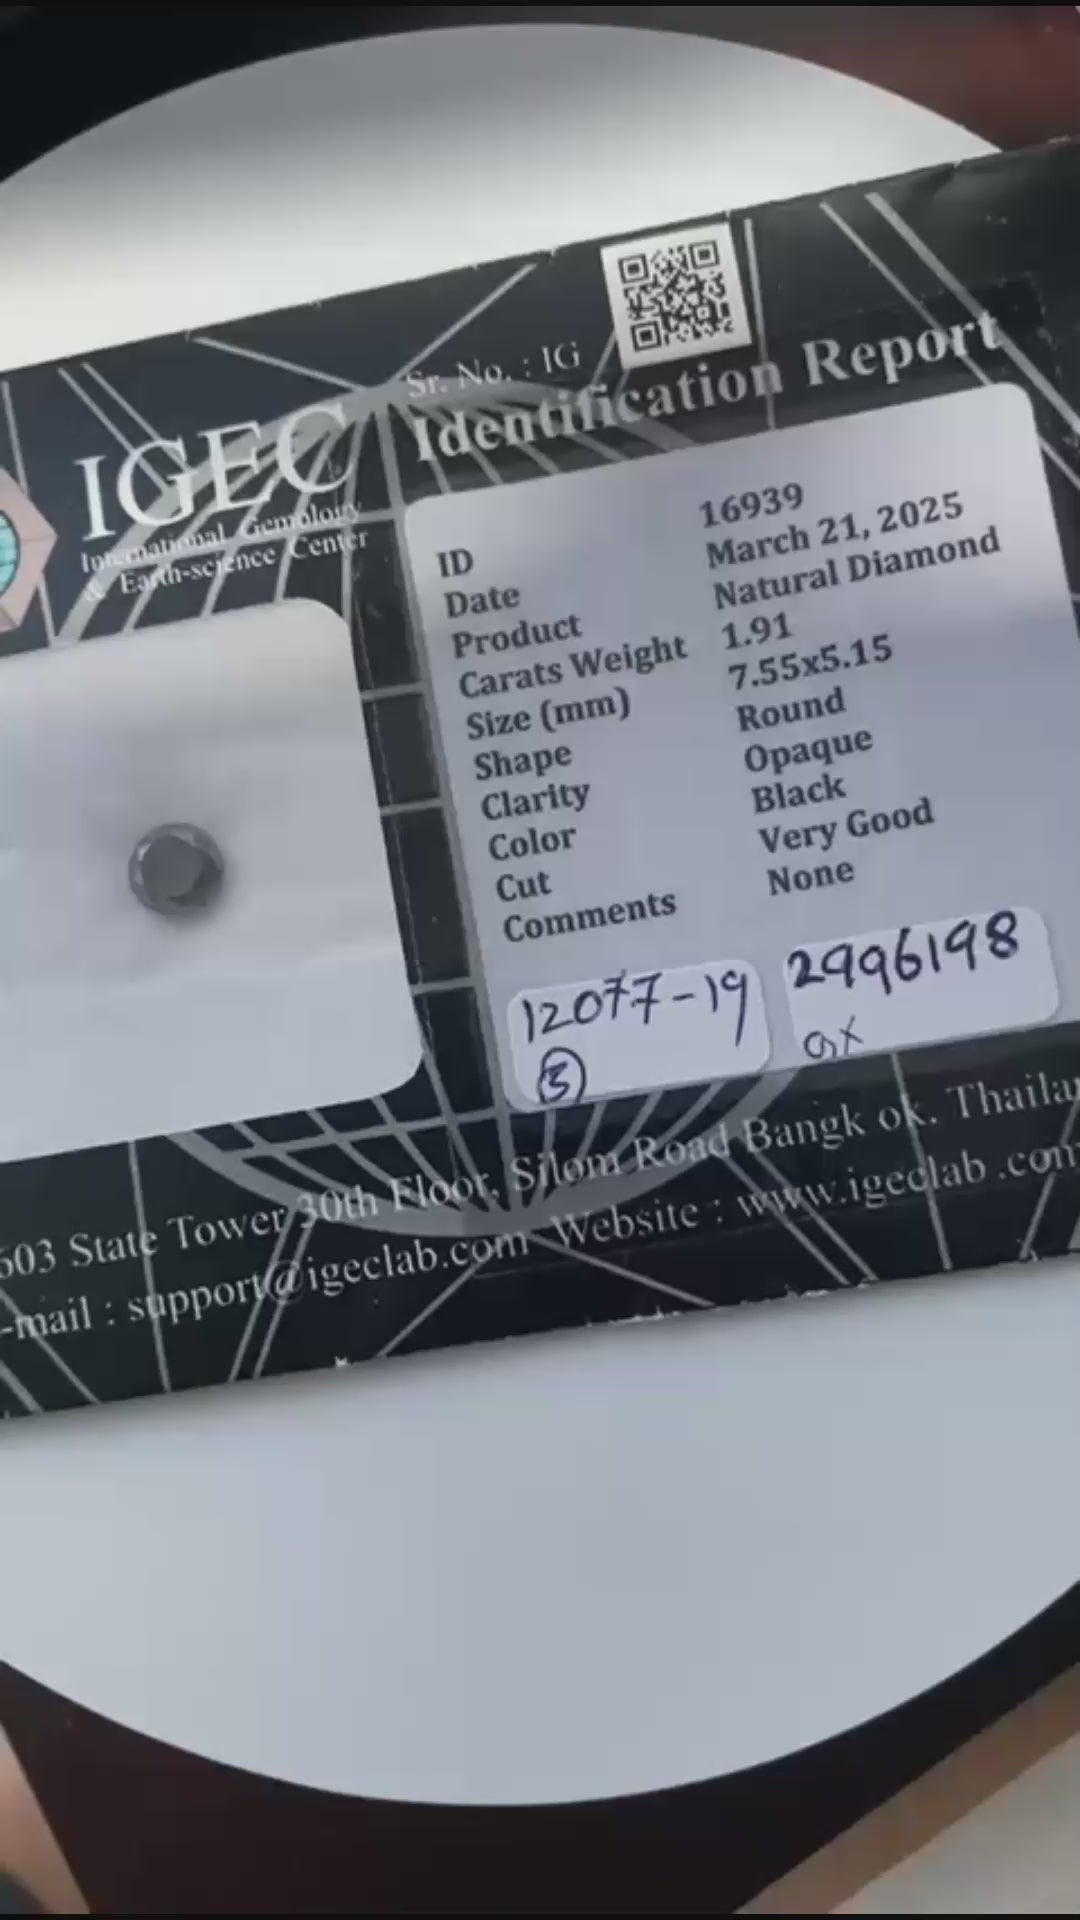 Sr. No. : IG
Identification Report
IGEC
International Gemology
& Earth-science Center
ID 16939
Date March 21, 2025
Product Natural Diamond
Carats Weight 1.91
Size (mm) 7.55x5.15
Shape Round
Clarity Opaque
Color Black
Cut Very Good
Comments None
12077-19
2996198
5
603 State Tower 30th Floor, Silom Road Bangk ok. Thaila
-mail : support@igeclab.com Website : www.igeclab .com